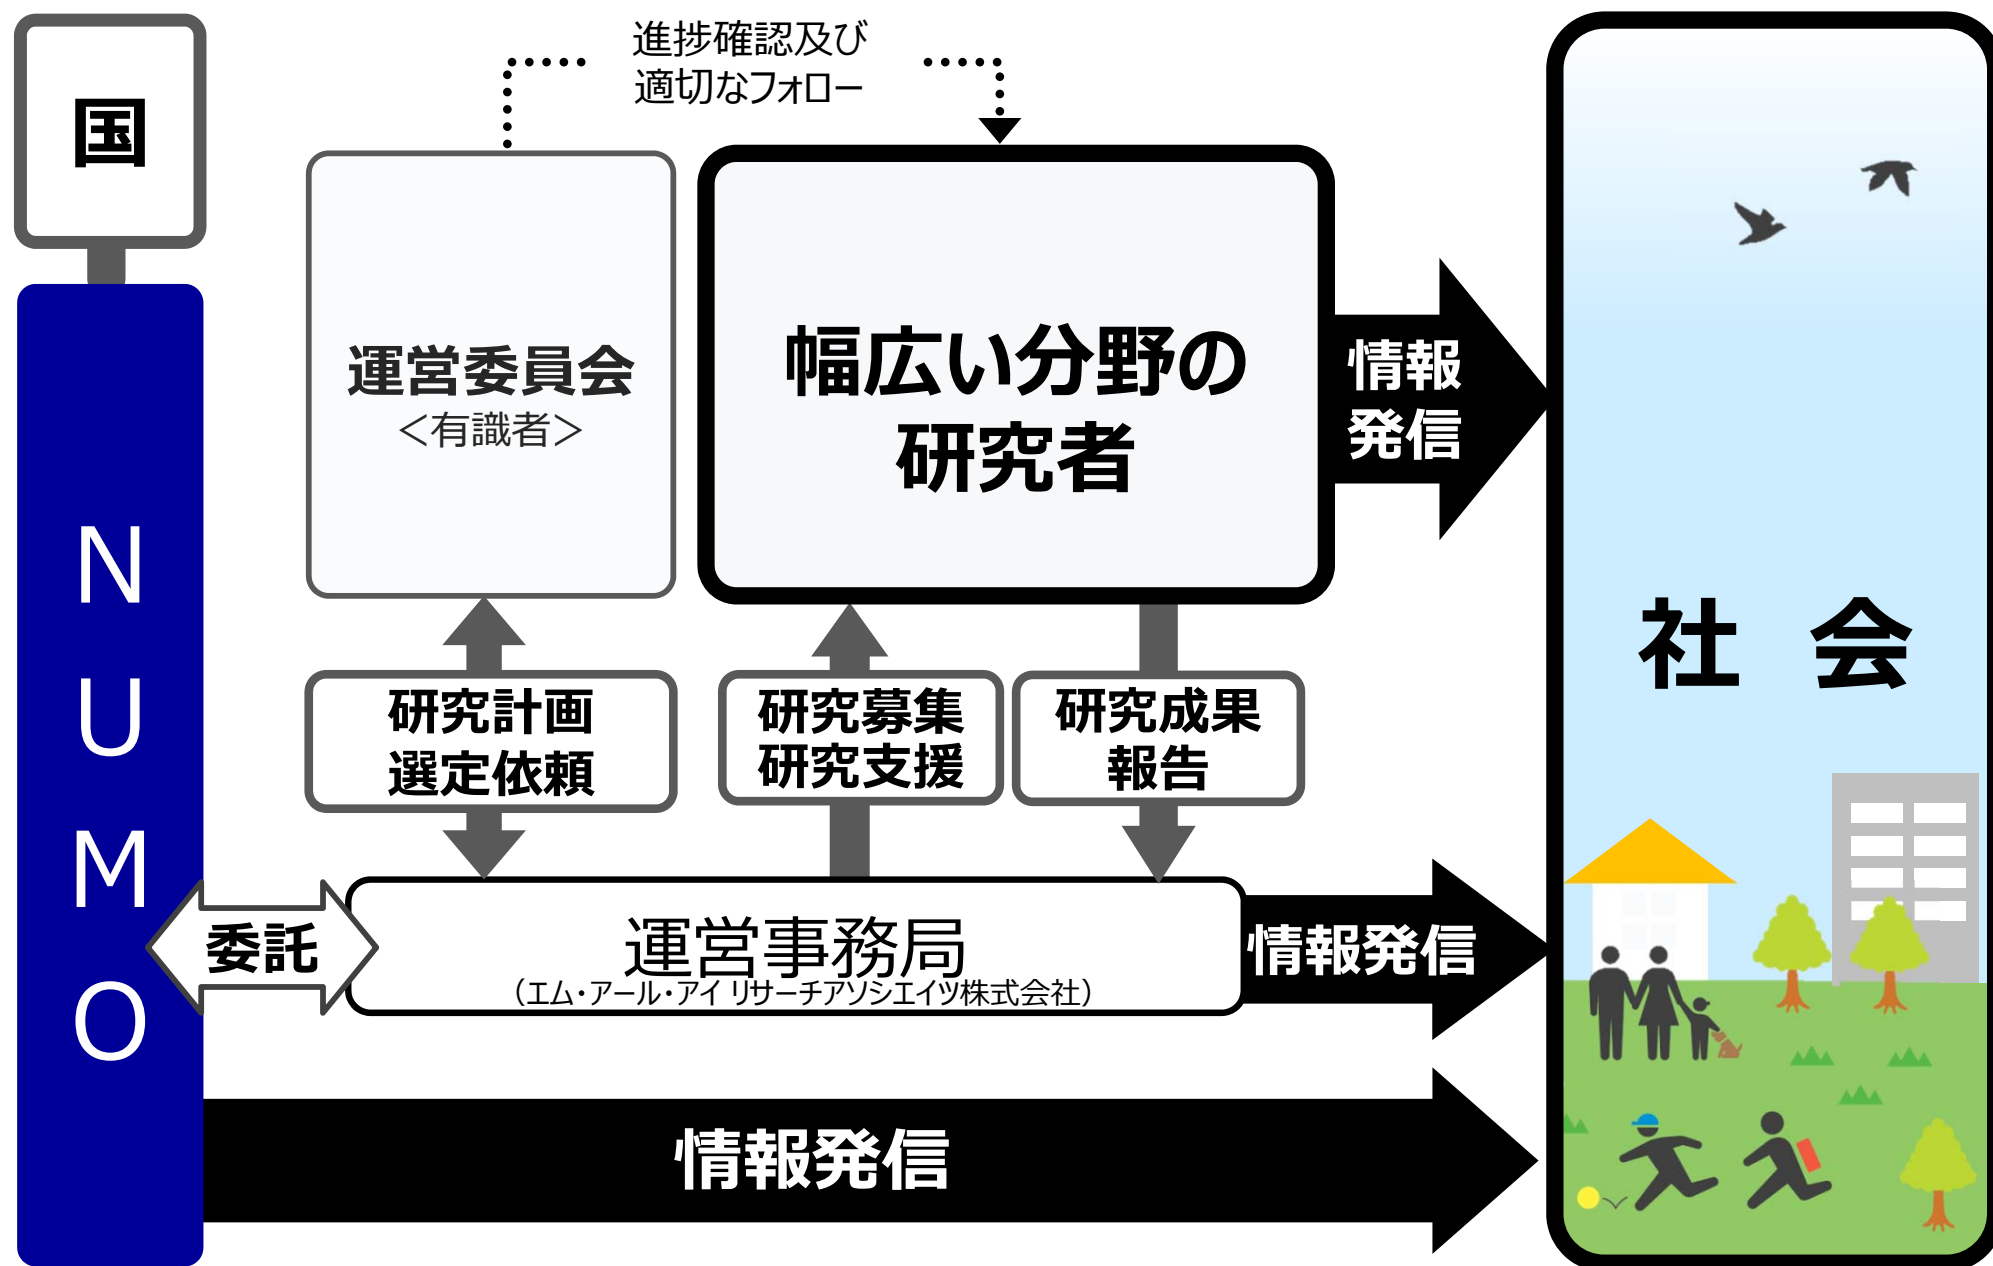 国
NUMO
進捗確認及び
適切なフォロー
運営委員会
＜有識者＞
幅広い分野の
研究者
情報
発信
社 会
研究計画
選定依頼
研究募集
研究支援
研究成果
報告
委託
運営事務局
（エム・アール・アイ リサーチアソシエイツ株式会社）
情報発信
情報発信